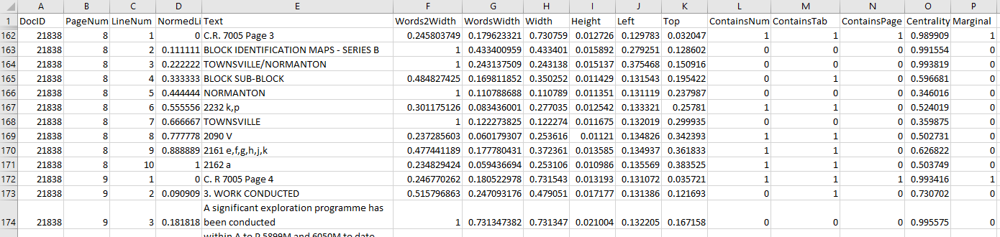 A B C D E F G H I J K L M N O P
1 DocID PageNum LineNum NormedLi Text Words2Width WordsWidth Width Height Left Top ContainsNum ContainsTab ContainsPage Centrality Marginal
162 21838 8 1 0 C.R. 7005 Page 3 0.245803749 0.179623321 0.730759 0.012726 0.129783 0.032047 1 1 1 0.989909 1
163 21838 8 2 0.111111 BLOCK IDENTIFICATION MAPS - SERIES B 1 0.433400959 0.433401 0.015892 0.279251 0.128602 0 0 0 0.991554 0
164 21838 8 3 0.222222 TOWNSVILLE/NORMANTON 1 0.243137509 0.243138 0.015137 0.375468 0.150916 0 0 0 0.993819 0
165 21838 8 4 0.333333 BLOCK SUB-BLOCK 0.484827425 0.169811852 0.350252 0.011429 0.131543 0.195422 0 1 0 0.596681 0
166 21838 8 5 0.444444 NORMANTON 1 0.110788688 0.110789 0.011351 0.131119 0.237987 0 0 0 0.346016 0
167 21838 8 6 0.555556 2232 k,p 0.301175126 0.083436001 0.277035 0.012542 0.133321 0.25781 1 1 0 0.524019 0
168 21838 8 7 0.666667 TOWNSVILLE 1 0.122273825 0.122274 0.011675 0.132019 0.299935 0 0 0 0.359875 0
169 21838 8 8 0.777778 2090 V 0.237285603 0.060179307 0.253616 0.01121 0.134826 0.342393 1 1 0 0.502731 0
170 21838 8 9 0.888889 2161 e,f,g,h,j,k 0.477441189 0.177780431 0.372361 0.013585 0.134937 0.361833 1 1 0 0.626822 0
171 21838 8 10 1 2162 a 0.234829424 0.059436694 0.253106 0.010986 0.135569 0.383525 1 1 0 0.503749 0
172 21838 9 1 0 C. R 7005 Page 4 0.246770262 0.180522978 0.731543 0.013193 0.131072 0.035721 1 1 1 0.993416 1
173 21838 9 2 0.090909 3. WORK CONDUCTED 0.515796863 0.247093176 0.479051 0.017177 0.131386 0.121693 0 1 0 0.730702 0
A significant exploration programme has
174 21838 9 3 0.181818 been conducted 1 0.731347382 0.731347 0.021004 0.132205 0.167158 0 0 0 0.995575 0
within A to P 5899M and 6050M to date